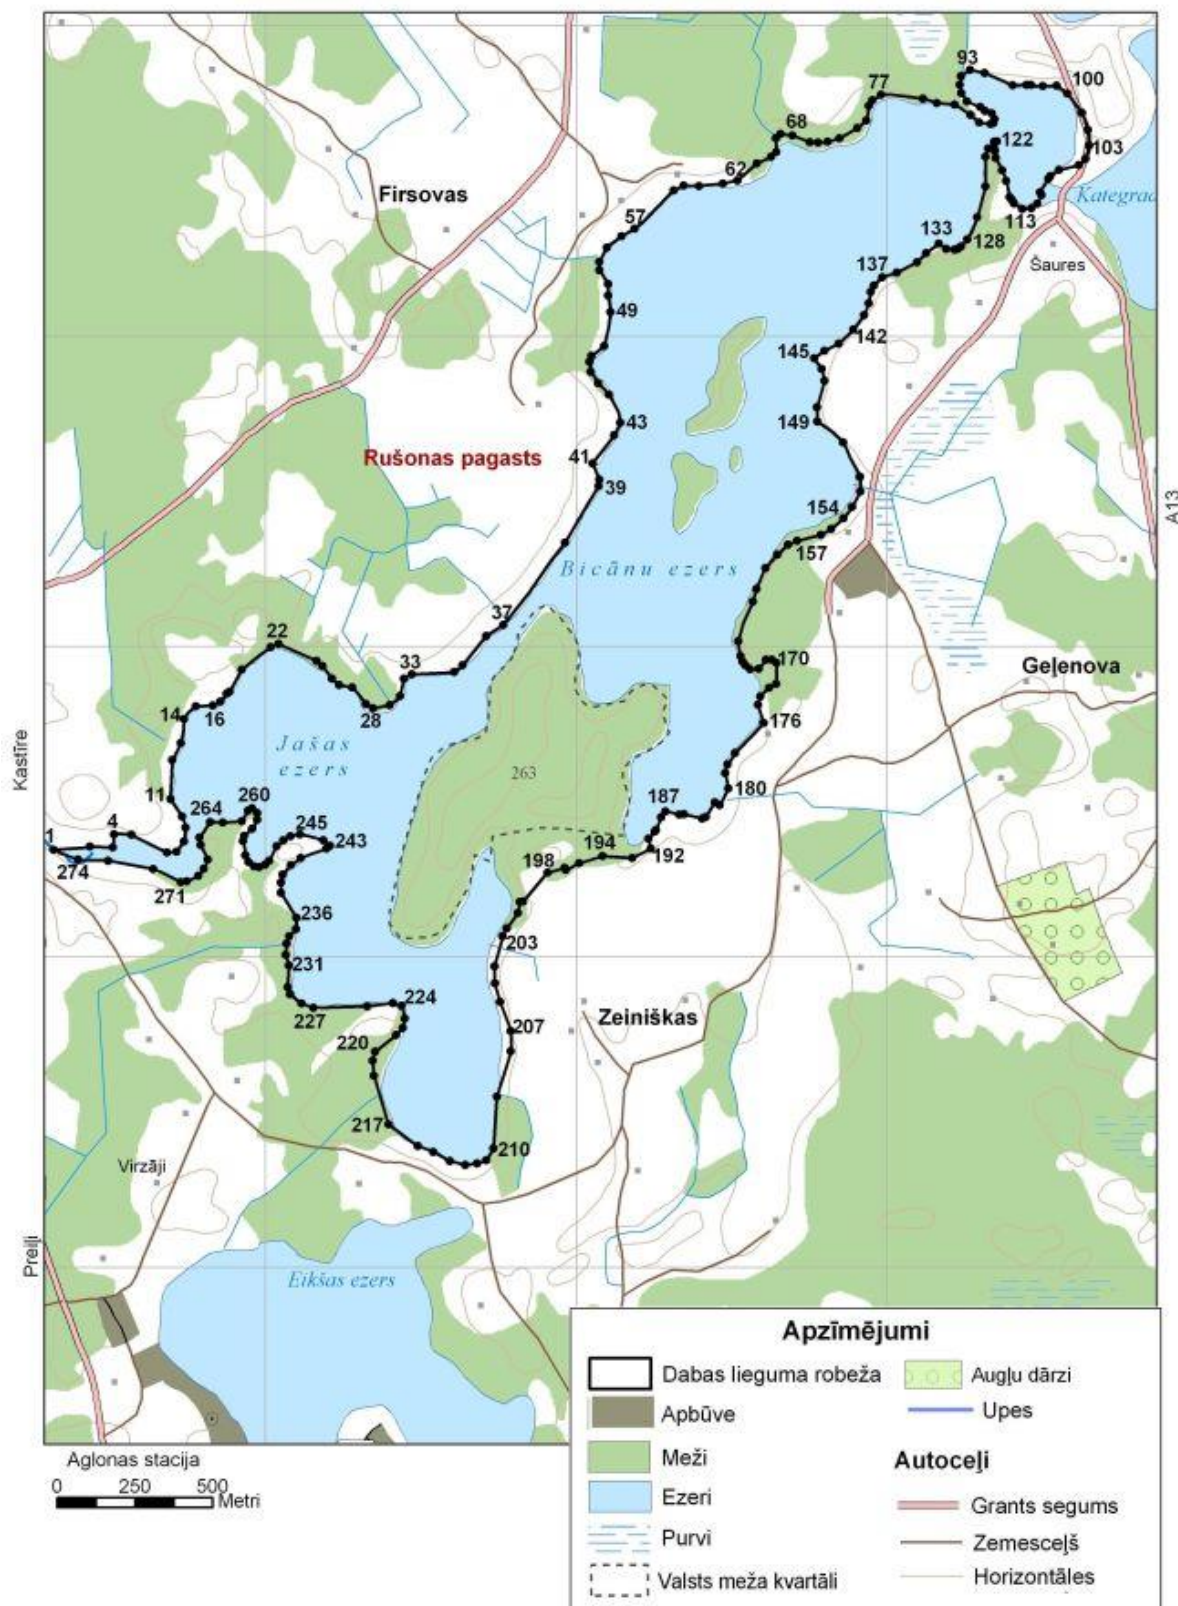 93
100
77
68
122
103
62
Firsovas
Kategrad
113
57
133
128
Šaures
137
49
142
145
43
149
41
Rušonas pagasts
39
A13
154
157
Bicānu ezers
37
22
170
Geļenova
33
14
16
28
176
Jašas
ezers
Kastīre
263
11
180
260
187
264
4
245
243
1
194
192
274
198
271
236
203
231
224
227
207
Zeiniškas
220
217
210
Virzāji
Preiļi
Eikšas ezers
Apzīmējumi
Dabas lieguma robeža
Augļu dārzi
Apbūve
Upes
Meži
Autoceļi
Ezeri
Grants segums
Purvi
Zemesceļš
Valsts meža kvartāli
Horizontāles
Aglonas stacija
0 250 500
Metri